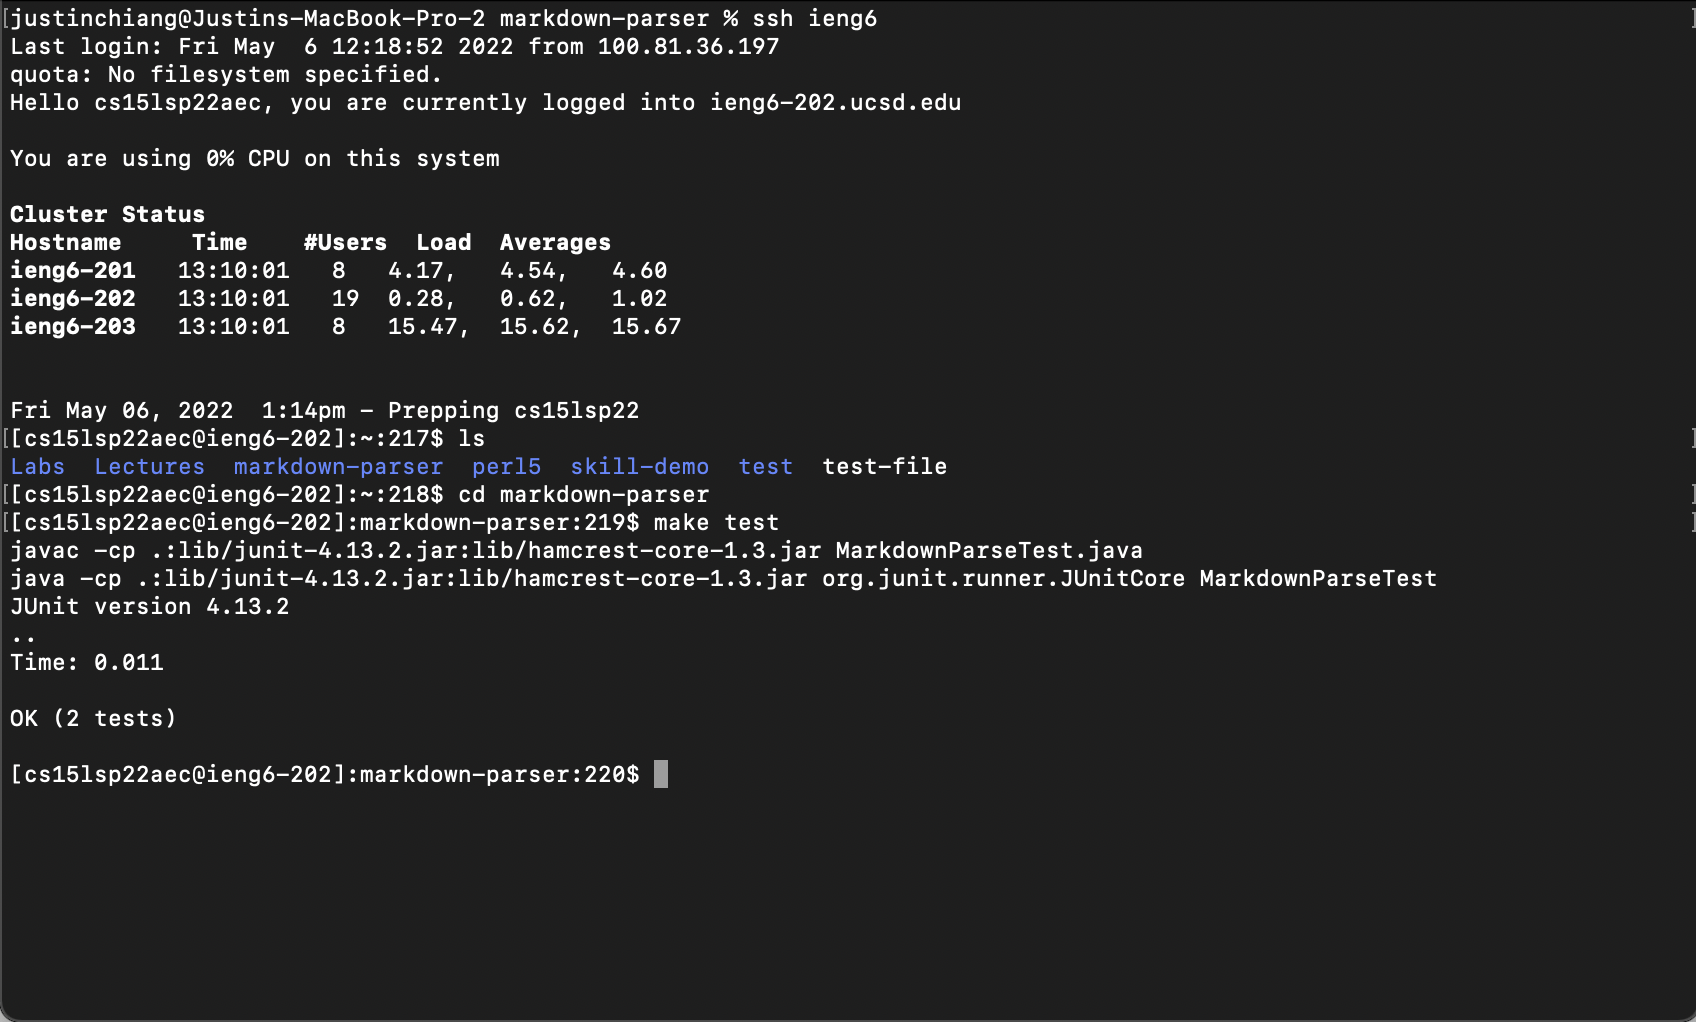 [justinchiang@Justins-MacBook-Pro-2 markdown-parser % ssh ieng6 ]
Last login: Fri May  6 12:18:52 2022 from 100.81.36.197
quota: No filesystem specified.
Hello cs15lsp22aec, you are currently logged into ieng6-202.ucsd.edu

You are using 0% CPU on this system

Cluster Status
Hostname     Time    #Users  Load  Averages
ieng6-201   13:10:01   8   4.17,   4.54,   4.60
ieng6-202   13:10:01   19  0.28,   0.62,   1.02
ieng6-203   13:10:01   8   15.47,  15.62,  15.67

Fri May 06, 2022  1:14pm - Prepping cs15lsp22
[[cs15lsp22aec@ieng6-202]:~:217$ ls ]
Labs  Lectures  markdown-parser  perl5  skill-demo  test  test-file
[[cs15lsp22aec@ieng6-202]:~:218$ cd markdown-parser ]
[[cs15lsp22aec@ieng6-202]:markdown-parser:219$ make test ]
javac -cp .:lib/junit-4.13.2.jar:lib/hamcrest-core-1.3.jar MarkdownParseTest.java
java -cp .:lib/junit-4.13.2.jar:lib/hamcrest-core-1.3.jar org.junit.runner.JUnitCore MarkdownParseTest
JUnit version 4.13.2
..
Time: 0.011

OK (2 tests)

[cs15lsp22aec@ieng6-202]:markdown-parser:220$